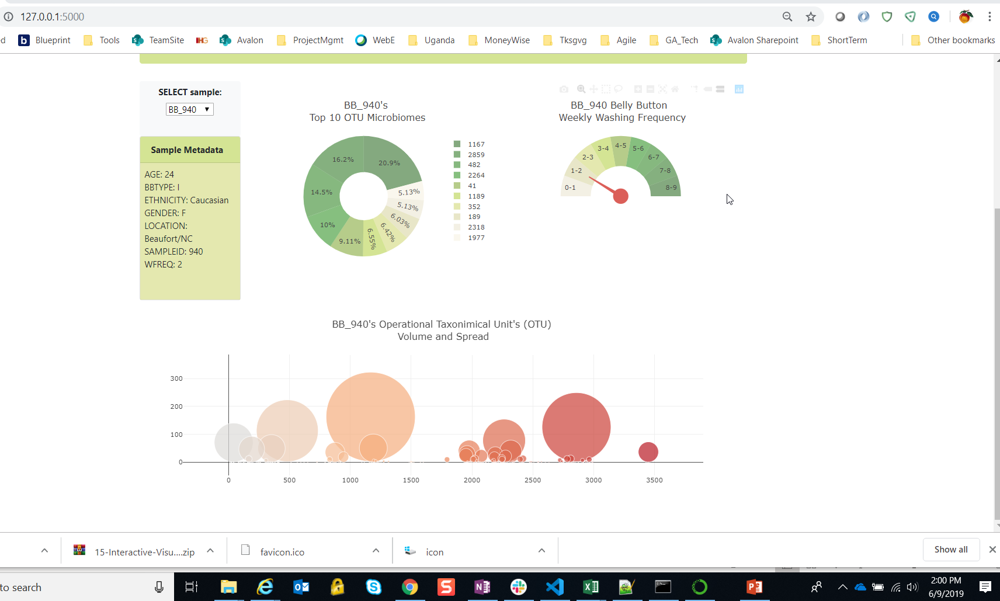 127.0.0.1:5000
d Blueprint Tools TeamSite IHG Avalon ProjectMgmt WebE Uganda MoneyWise Tksgvg Agile GA_Tech Avalon Sharepoint ShortTerm Other bookmarks
SELECT sample:
BB_940
Sample Metadata
AGE: 24
BBTYPE: I
ETHNICITY: Caucasian
GENDER: F
LOCATION:
Beaufort/NC
SAMPLEID: 940
WFREQ: 2
BB_940's
Top 10 OTU Microbiomes
20.9%
16.2%
14.5%
10%
9.11%
6.55%
6.42%
6.03%
5.13%
5.13%
1167
2859
482
2264
41
1189
352
189
2318
1977
BB_940 Belly Button
Weekly Washing Frequency
0-1
1-2
2-3
3-4
4-5
5-6
6-7
7-8
8-9
BB_940's Operational Taxonimical Unit's (OTU)
Volume and Spread
300
200
100
0
0 500 1000 1500 2000 2500 3000 3500
15-Interactive-Visu....zip favicon.ico icon Show all
to search
2:00 PM
6/9/2019